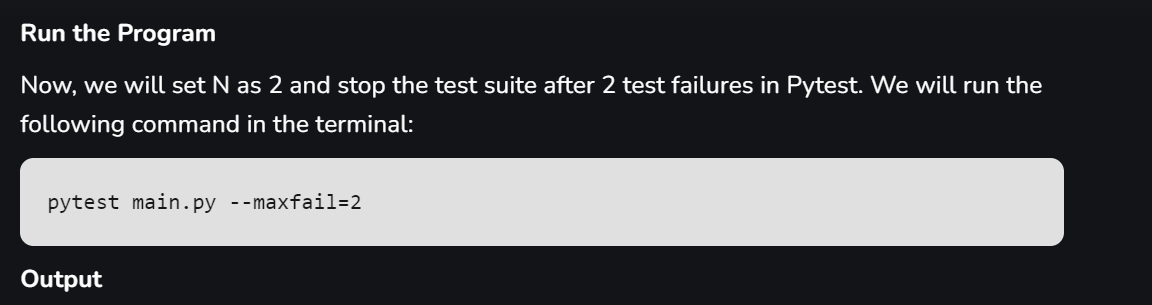 Run the Program
Now, we will set N as 2 and stop the test suite after 2 test failures in Pytest. We will run the
following command in the terminal:
pytest main.py --maxfail=2
Output